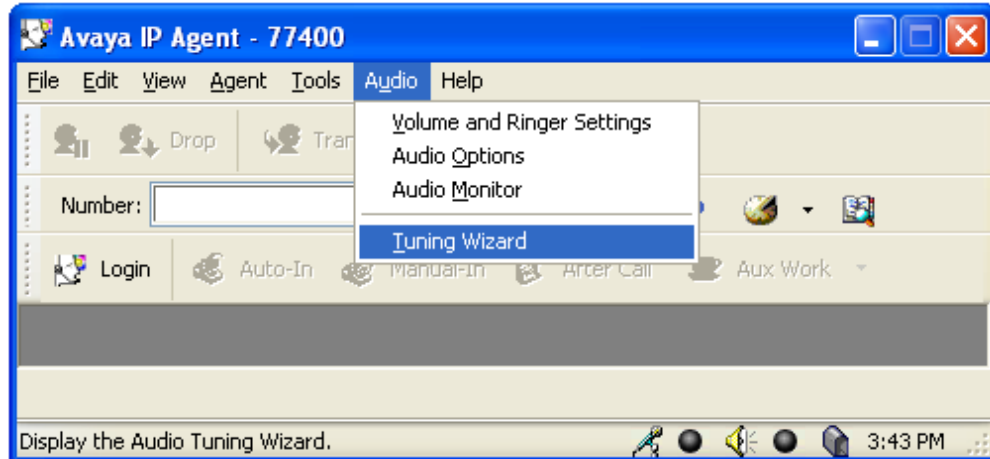 Avaya IP Agent - 77400
File Edit View Agent Tools Audio Help
Drop Tran
Volume and Ringer Settings
Audio Options
Audio Monitor
Tuning Wizard
Number:
Login Auto-In Manual-In After Call Aux Work
Display the Audio Tuning Wizard. 3:43 PM